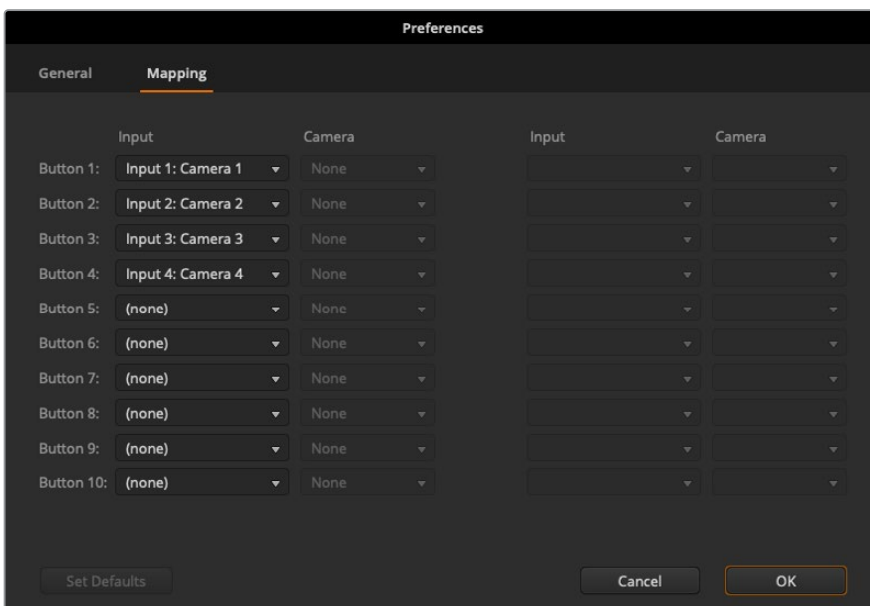 Preferences
General Mapping
Input Camera Input Camera
Button 1: Input 1: Camera 1 None
Button 2: Input 2: Camera 2 None
Button 3: Input 3: Camera 3 None
Button 4: Input 4: Camera 4 None
Button 5: (none) None
Button 6: (none) None
Button 7: (none) None
Button 8: (none) None
Button 9: (none) None
Button 10: (none) None
Set Defaults Cancel OK